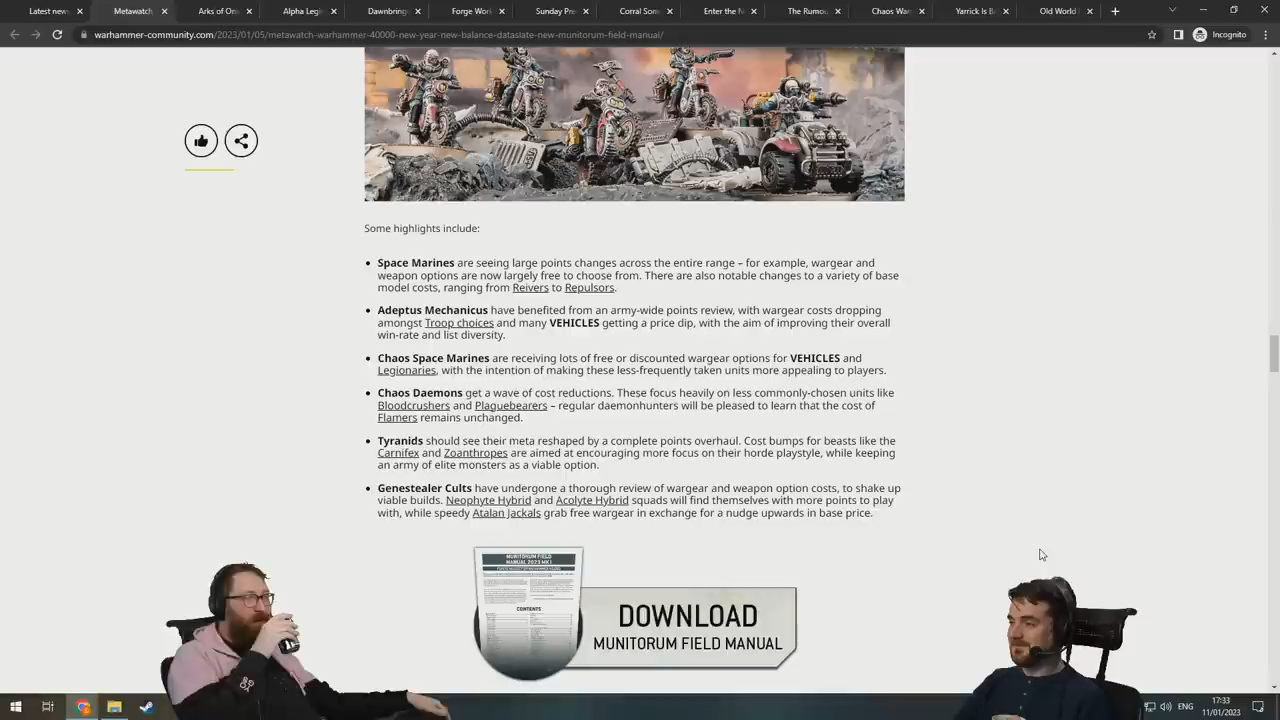 Latest new
Metawatch
Arks of One
Alpha Legi
Forge
Sunday Pre
Latest N
The Rumou
Chaos War
Yarrick Is B
Old World
warhammer-community.com/2023/01/05/metawatch-warhammer-40000-new-year-new-balance-dataslate-new-munitorum-field-manual/
Incognito
Some highlights include:
Space Marines are seeing large points changes across the entire range – for example, wargear and
weapon options are now largely free to choose from. There are also notable changes to a variety of base
model costs, ranging from Reivers to Repulsors.
Adeptus Mechanicus have benefited from an army-wide points review, with wargear costs dropping
amongst Troop choices and many VEHICLES getting a price dip, with the aim of improving their overall
win-rate and list diversity.
Chaos Space Marines are receiving lots of free or discounted wargear options for VEHICLES and
Legionaries, with the intention of making these less-frequently taken units more appealing to players.
Chaos Daemons get a wave of cost reductions. These focus heavily on less commonly-chosen units like
Bloodcrushers and Plaguebearers – regular daemonhunters will be pleased to learn that the cost of
Flamers remains unchanged.
Tyranids should see their meta reshaped by a complete points overhaul. Cost bumps for beasts like the
Carnifex and Zoanthropes are aimed at encouraging more focus on their horde playstyle, while keeping
an army of elite monsters as a viable option.
Genestealer Cults have undergone a thorough review of wargear and weapon option costs, to shake up
viable builds. Neophyte Hybrid and Acolyte Hybrid squads will find themselves with more points to play
with, while speedy Atalan Jackals grab free wargear in exchange for a nudge upwards in base price.
MUNITORUM FIELD
MANUAL 2023 MK I
CONTENTS
DOWNLOAD
MUNITORUM FIELD MANUAL
ENG
17:33
11/01/2023